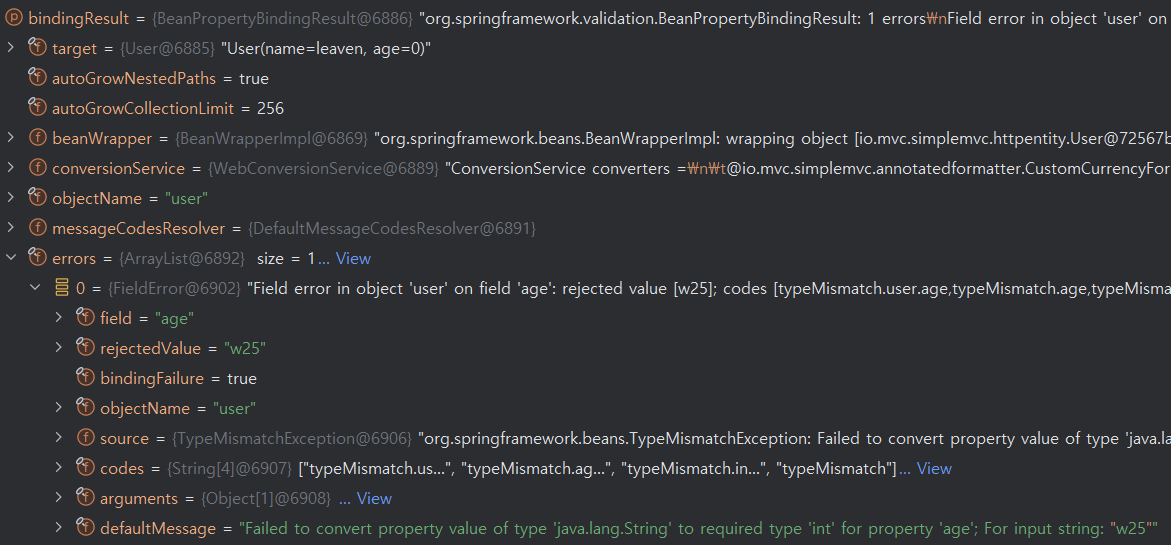 bindingResult = {BeanPropertyBindingResult@6886} "org.springframework.validation.BeanPropertyBindingResult: 1 errors₩nField error in object 'user' on
target = {User@6885} "User(name=leaven, age=0)"
autoGrowNestedPaths = true
autoGrowCollectionLimit = 256
beanWrapper = {BeanWrapperImpl@6869} "org.springframework.beans.BeanWrapperImpl: wrapping object [io.mvc.simplemvc.httpentity.User@72567b
conversionService = {WebConversionService@6889} "ConversionService converters =₩n₩t@io.mvc.simplemvc.annotatedformatter.CustomCurrencyFor
objectName = "user"
messageCodesResolver = {DefaultMessageCodesResolver@6891}
errors = {ArrayList@6892} size = 1... View
0 = {FieldError@6902} "Field error in object 'user' on field 'age': rejected value [w25]; codes [typeMismatch.user.age,typeMismatch.age,typeMisma
field = "age"
rejectedValue = "w25"
bindingFailure = true
objectName = "user"
source = {TypeMismatchException@6906} "org.springframework.beans.TypeMismatchException: Failed to convert property value of type 'java.la
codes = {String[4]@6907} ["typeMismatch.us...", "typeMismatch.ag...", "typeMismatch.in...", "typeMismatch"]... View
arguments = {Object[1]@6908} ... View
defaultMessage = "Failed to convert property value of type 'java.lang.String' to required type 'int' for property 'age'; For input string: "w25""